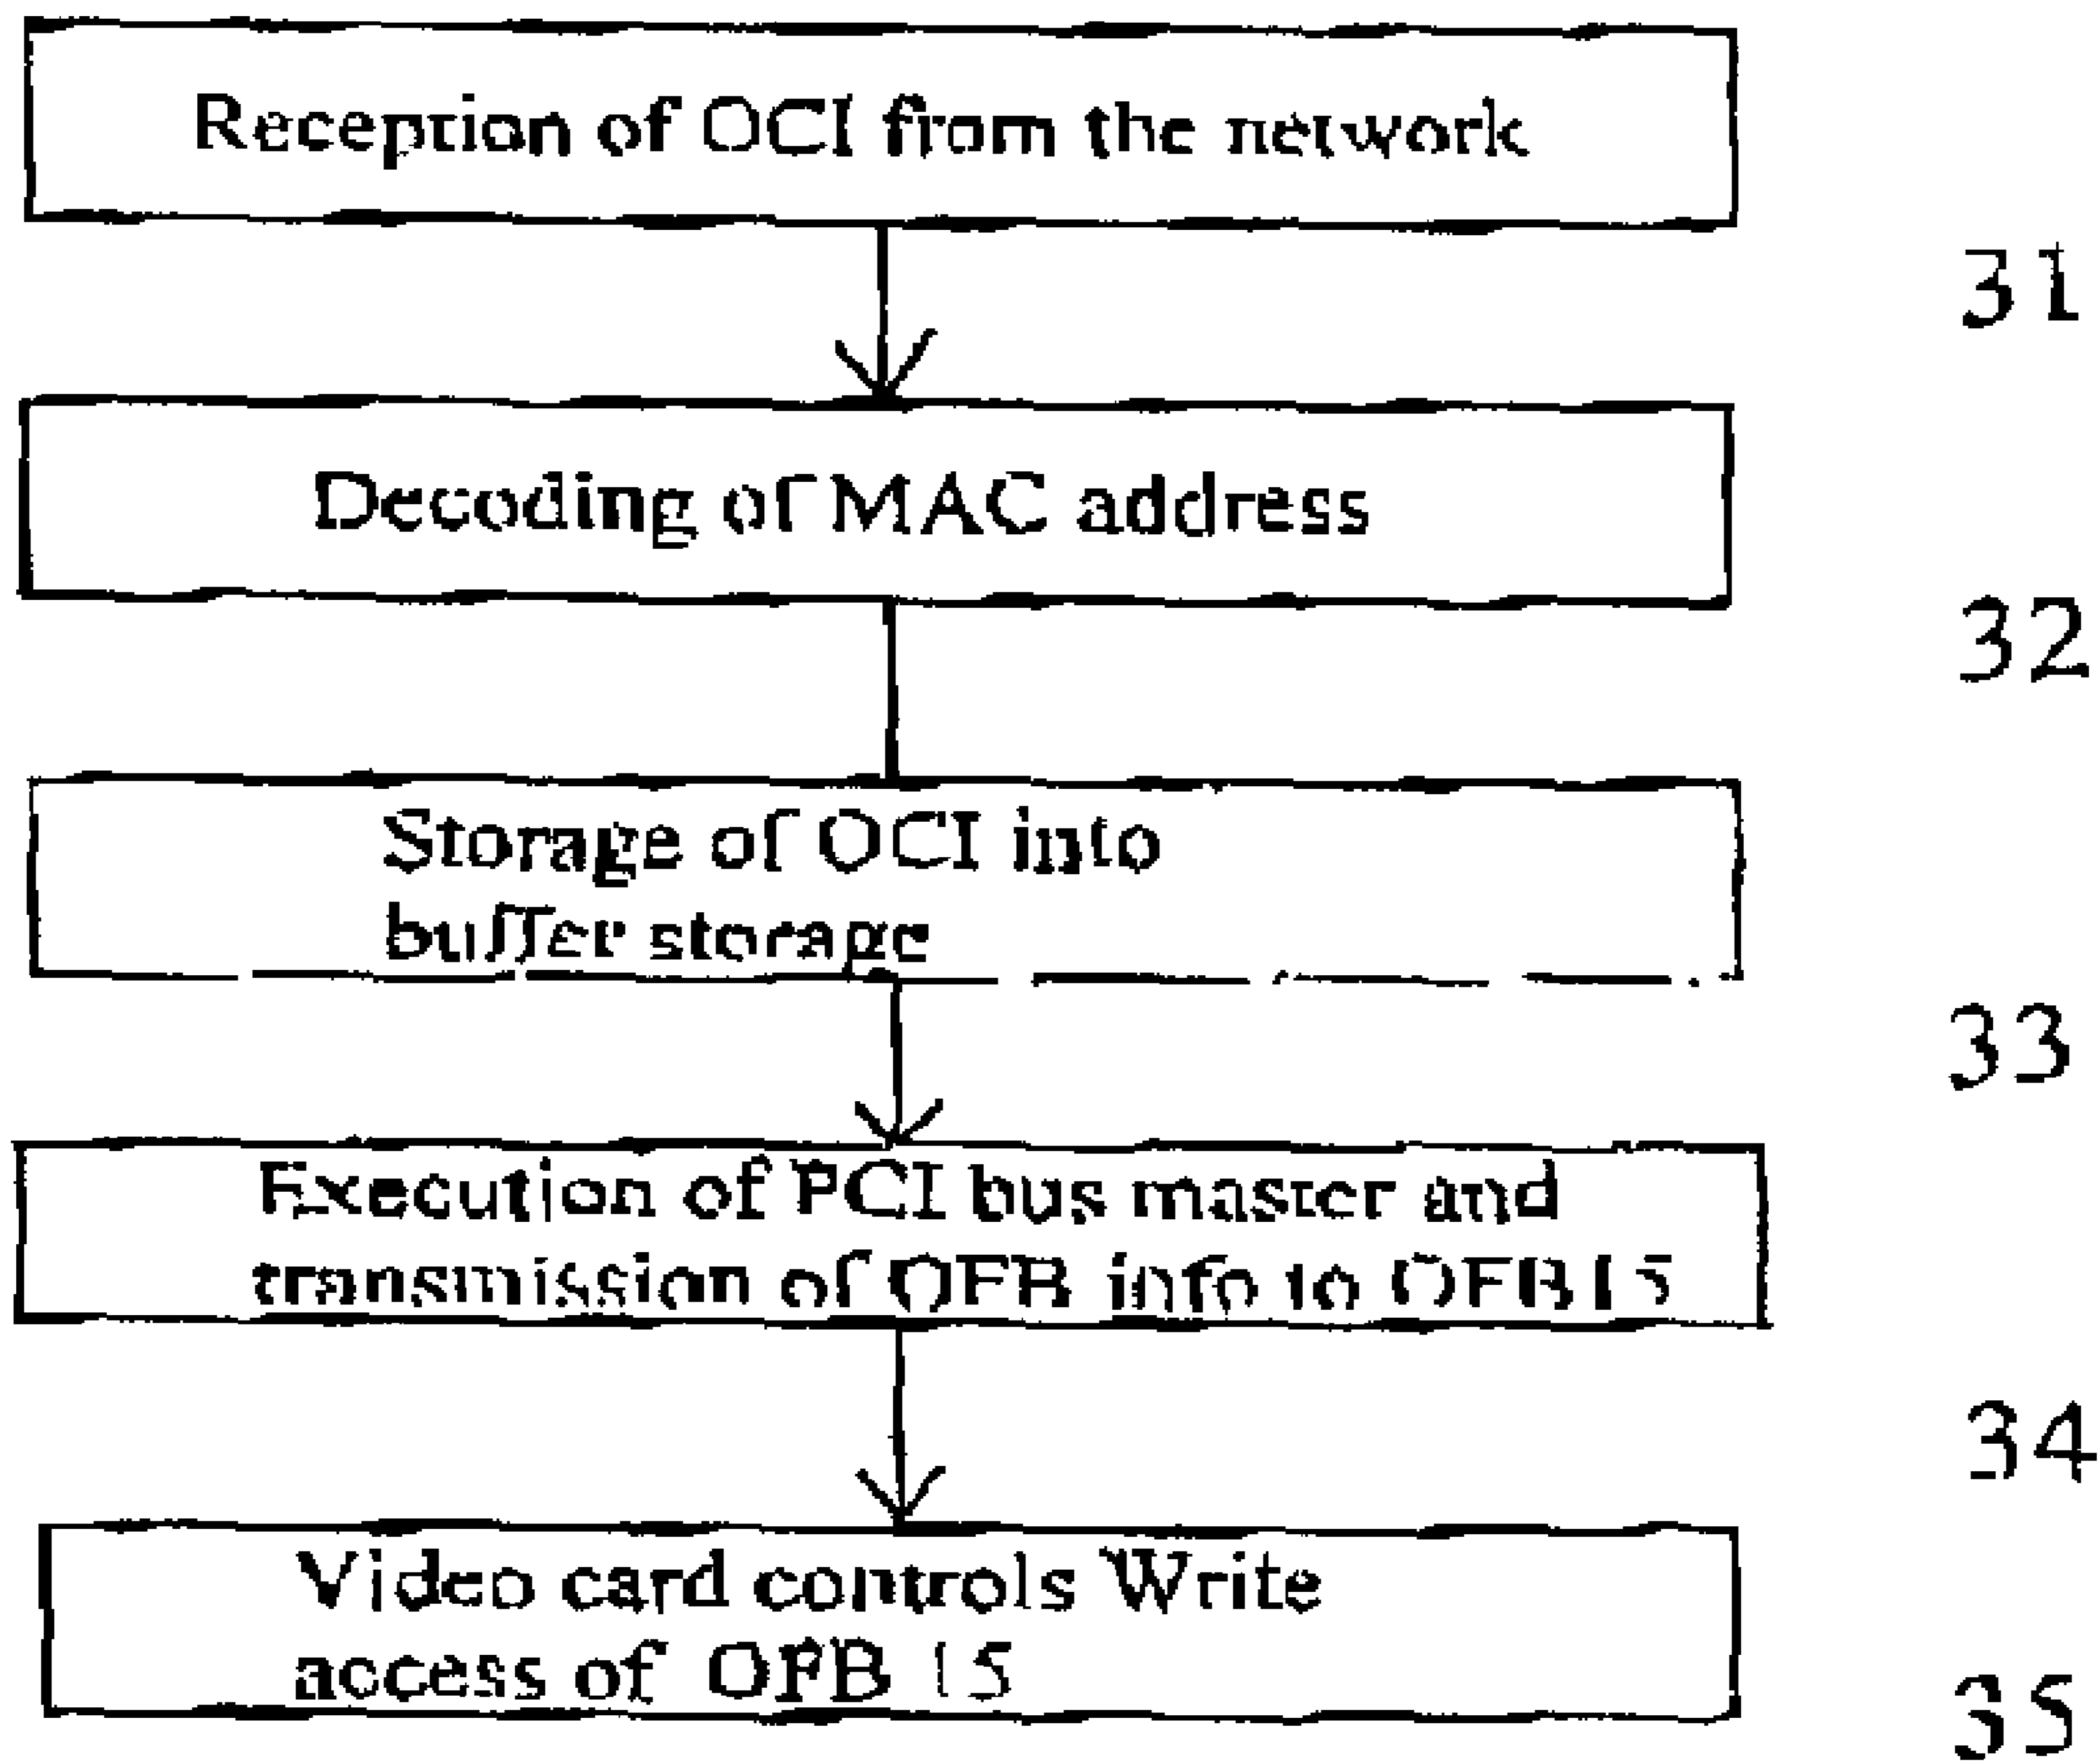 Reception of OCI from the network
31
Decoding of MAC address
32
Storage of OCI into
buffer storage
33
Execution of PCI bus master and
transmission of OFB info to OFB15
34
Video card controls Write
access of OFB 15
35